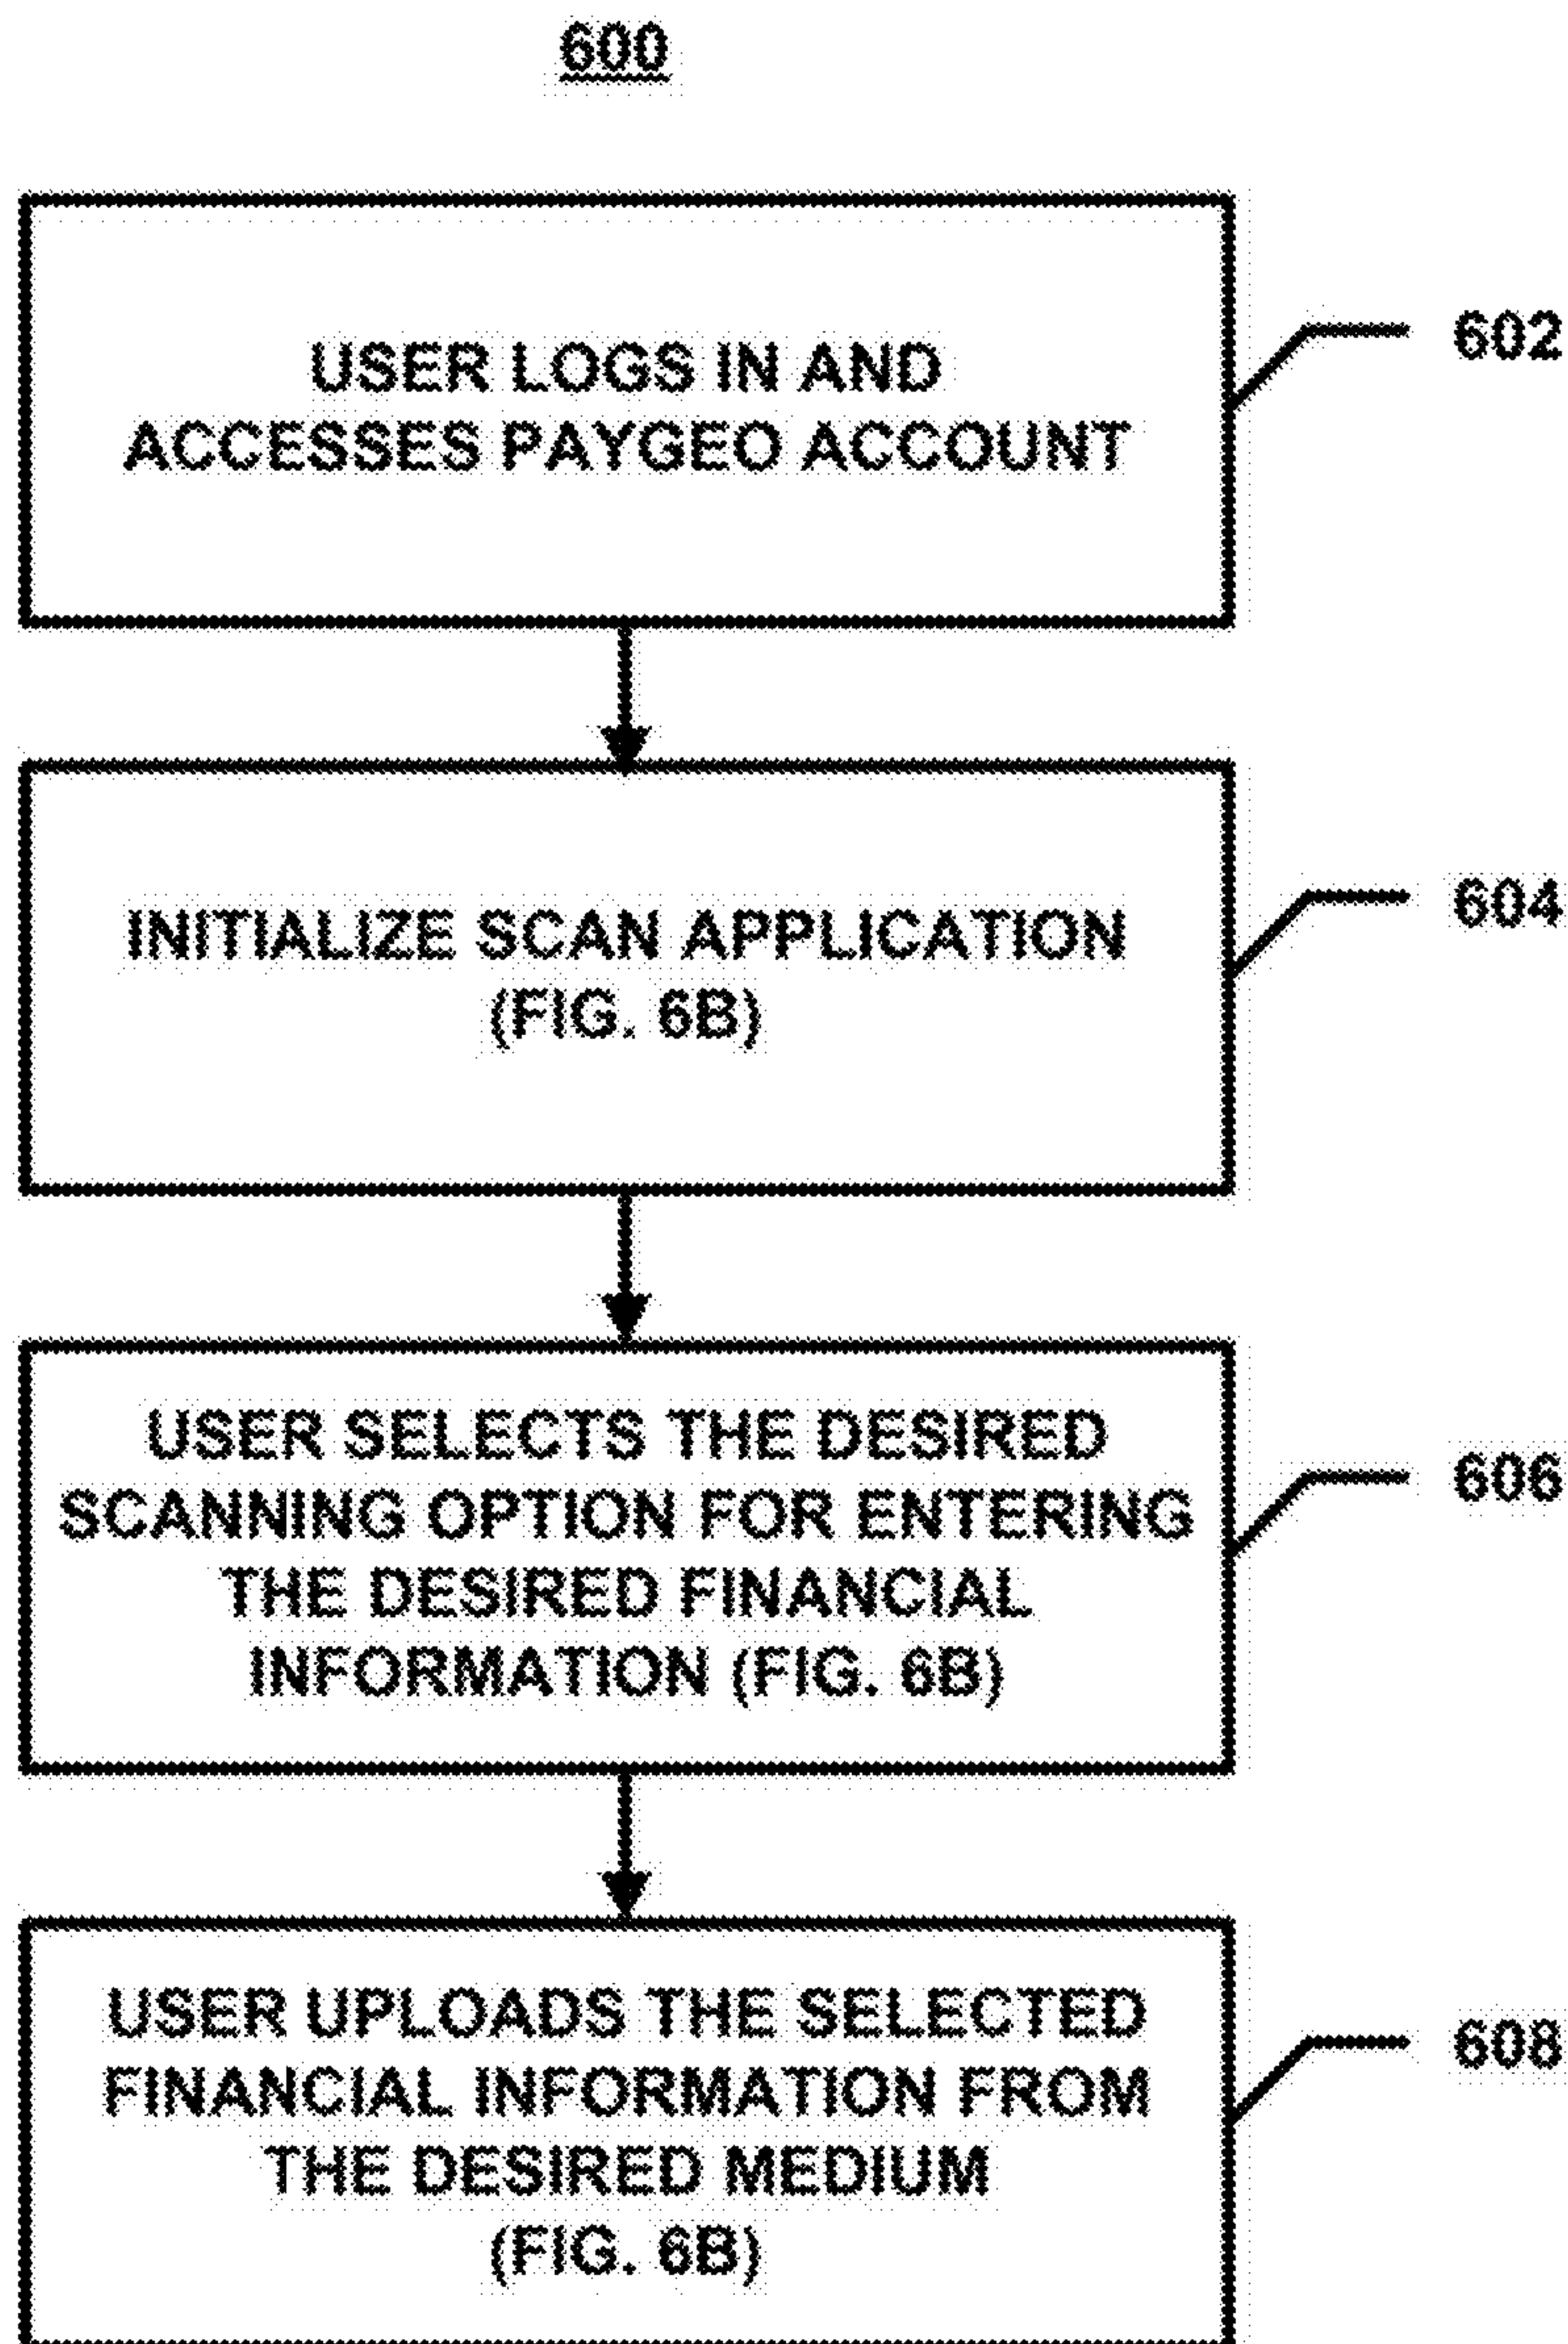 600
USER LOGS IN AND
ACCESSES PAYGEO ACCOUNT
602
INITIALIZE SCAN APPLICATION
(FIG. 6B)
604
USER SELECTS THE DESIRED
SCANNING OPTION FOR ENTERING
THE DESIRED FINANCIAL
INFORMATION (FIG. 6B)
606
USER UPLOADS THE SELECTED
FINANCIAL INFORMATION FROM
THE DESIRED MEDIUM
(FIG. 6B)
608